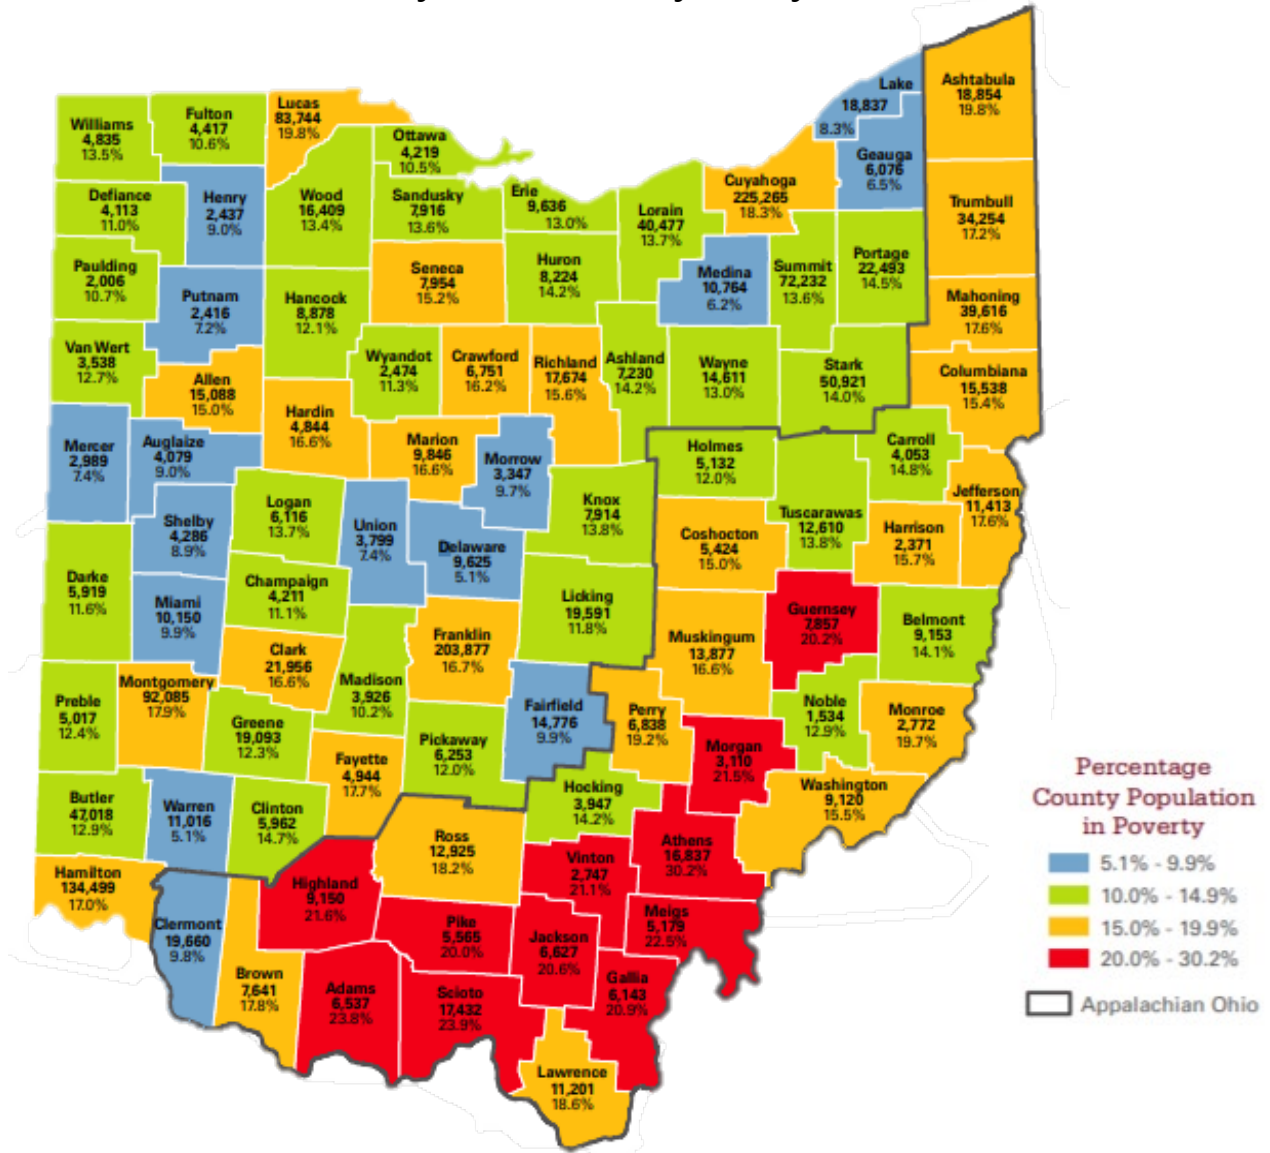 Lake
18,837
8.3%
Ashtabula
18,854
19.8%
Williams
4,835
13.5%
Fulton
4,417
10.6%
Lucas
83,744
19.8%
Ottawa
4,219
10.5%
Geauga
6,076
6.5%
Defiance
4,113
11.0%
Henry
2,437
9.0%
Wood
16,409
13.4%
Sandusky
7,916
13.6%
Erie
9,636
13.0%
Lorain
40,477
13.7%
Cuyahoga
225,265
18.3%
Trumbull
34,254
17.2%
Paulding
2,006
10.7%
Putnam
2,416
7.2%
Hancock
8,878
12.1%
Seneca
7,954
15.2%
Huron
8,224
14.2%
Medina
10,764
6.2%
Summit
72,232
13.6%
Portage
22,493
14.5%
Mahoning
39,616
17.6%
Van Wert
3,538
12.7%
Allen
15,088
15.0%
Wyandot
2,474
11.3%
Crawford
6,751
16.2%
Richland
17,674
15.6%
Ashland
7,230
14.2%
Wayne
14,611
13.0%
Stark
50,921
14.0%
Columbiana
15,538
15.4%
Mercer
2,989
7.4%
Auglaize
4,079
9.0%
Hardin
4,844
16.6%
Marion
9,846
16.6%
Morrow
3,347
9.7%
Holmes
5,132
12.0%
Carroll
4,053
14.8%
Shelby
4,286
8.9%
Logan
6,116
13.7%
Union
3,799
7.4%
Delaware
9,625
5.1%
Knox
7,914
13.8%
Coshocton
5,424
15.0%
Tuscarawas
12,610
13.8%
Harrison
2,371
15.7%
Jefferson
11,413
17.6%
Darke
5,919
11.6%
Miami
10,150
9.9%
Champaign
4,211
11.1%
Licking
19,591
11.8%
Guernsey
7,857
20.2%
Belmont
9,153
14.1%
Clark
21,956
16.6%
Madison
3,926
10.2%
Franklin
203,877
16.7%
Muskingum
13,877
16.6%
Preble
5,017
12.4%
Montgomery
92,085
17.9%
Greene
19,093
12.3%
Pickaway
6,253
12.0%
Fairfield
14,776
9.9%
Perry
6,838
19.2%
Noble
1,534
12.9%
Monroe
2,772
19.7%
Fayette
4,944
17.7%
Morgan
3,110
21.5%
Washington
9,120
15.5%
Butler
47,018
12.9%
Warren
11,016
5.1%
Clinton
5,962
14.7%
Hocking
3,947
14.2%
Ross
12,925
18.2%
Vinton
2,747
21.1%
Athens
16,837
30.2%
Hamilton
134,499
17.0%
Clermont
19,660
9.8%
Highland
9,150
21.6%
Pike
5,565
20.0%
Jackson
6,627
20.6%
Meigs
5,179
22.5%
Brown
7,641
17.8%
Adams
6,537
23.8%
Scioto
17,432
23.9%
Gallia
6,143
20.9%
Lawrence
11,201
18.6%
Percentage
County Population
in Poverty
5.1% - 9.9%
10.0% - 14.9%
15.0% - 19.9%
20.0% - 30.2%
Appalachian Ohio